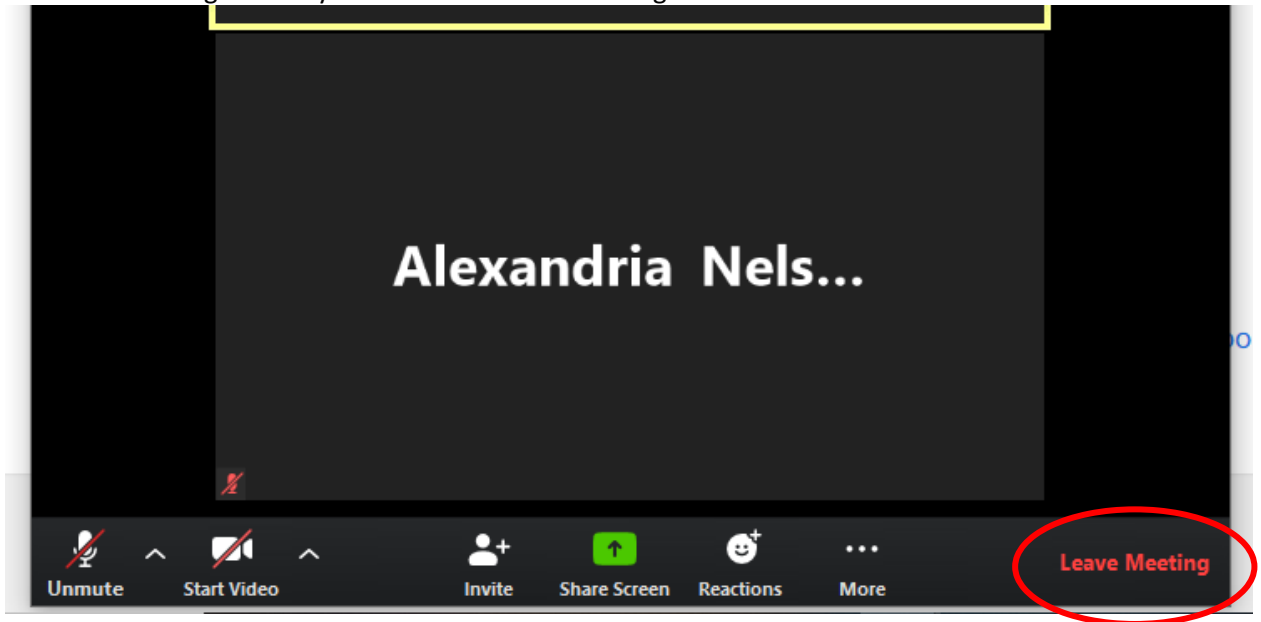 Alexandria Nels...
Unmute
Start Video
Invite
Share Screen
Reactions
More
Leave Meeting